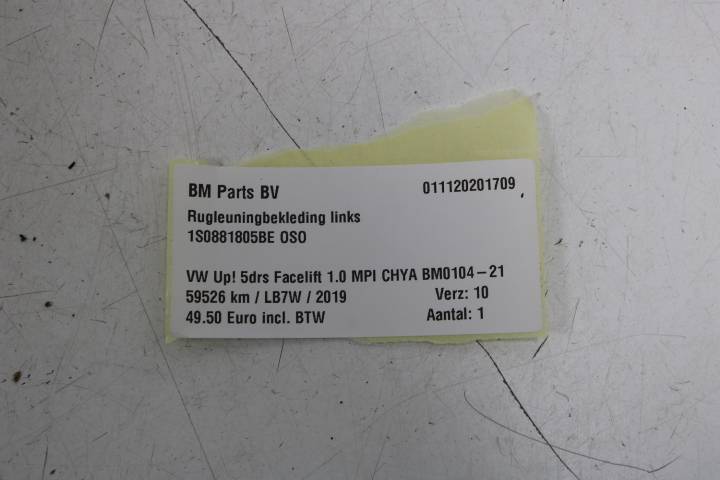 BM Parts BV 011120201709
Rugleuningbekleding links
1S0881805BE OSO
VW Up! 5drs Facelift 1.0 MPI CHYA BM0104-21
59526 km / LB7W / 2019 Verz: 10
49.50 Euro incl. BTW Aantal: 1